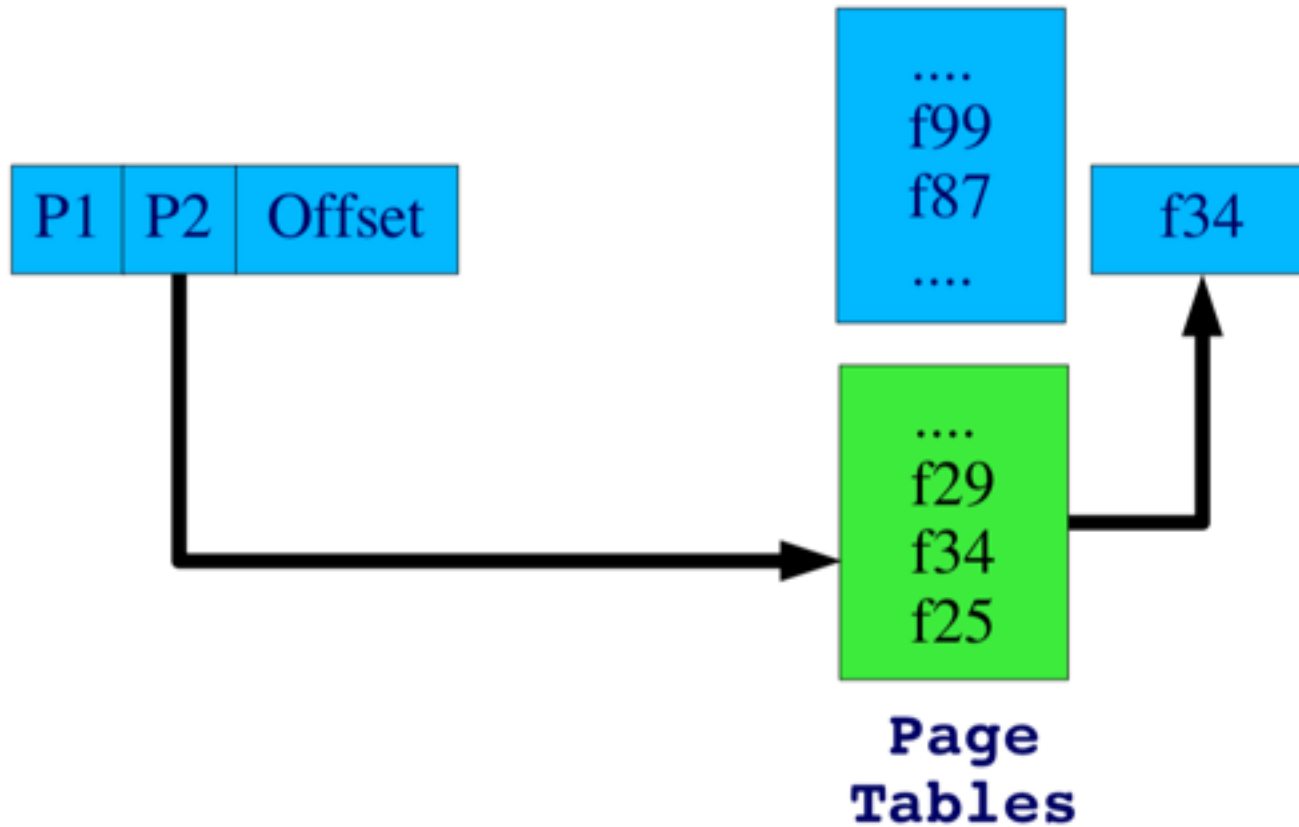 P1 P2 Offset
....
f99
f87
....
f34
....
f29
f34
f25
Page
Tables